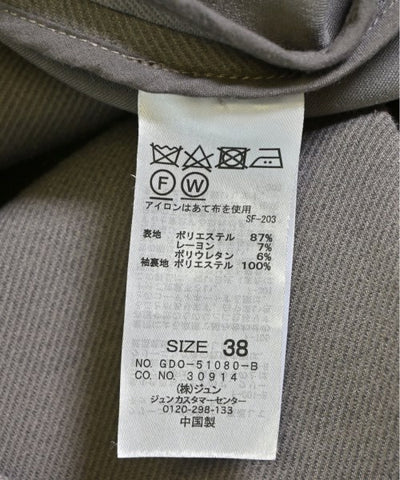 アイロンはあて布を使用
SF-203
表地 ポリエステル 87%
レーヨン 7%
ポリウレタン 6%
袖裏地 ポリエステル 100%
SIZE 38
NO. GDO-51080-B
CO. NO. 30914
(株)ジュン
ジュンカスタマーセンター
0120-298-133
中国製